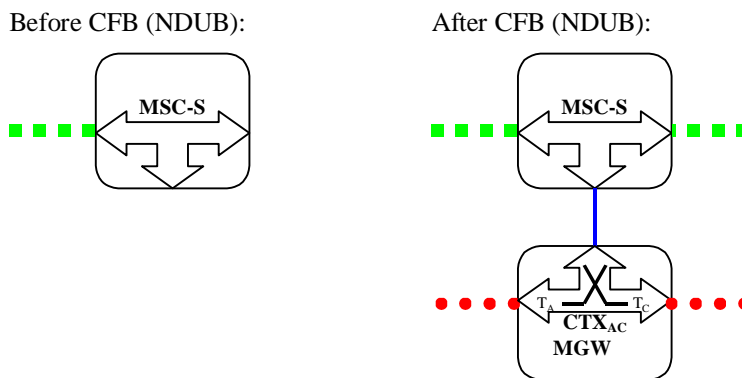 Before CFB (NDUB):
After CFB (NDUB):
MSC-S
MSC-S
TA
TC
CTXAC
MGW